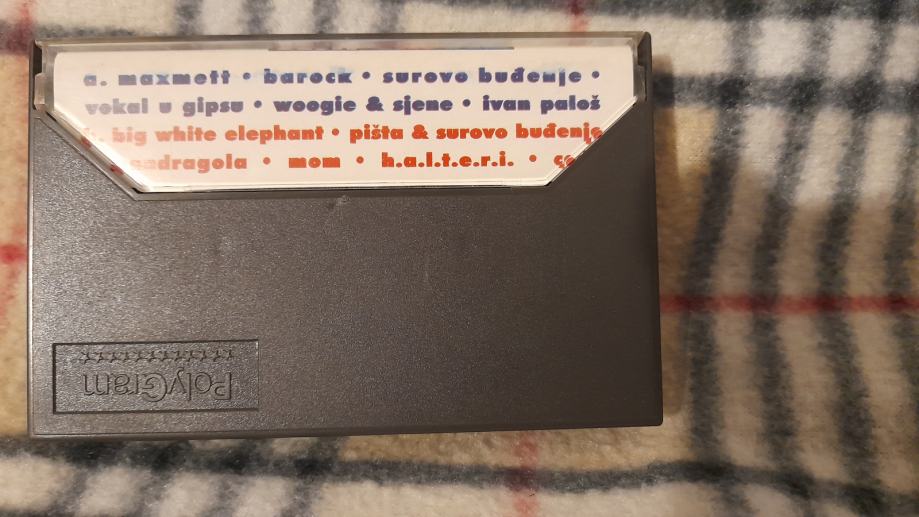 a. maxmett • barock • surovo buđenje •
vokal u gipsu • woogie & sjene • ivan paloš
b. big white elephant • pišta & surovo buđenje
• mom • h.a.l.t.e.r.i. •
PolyGram